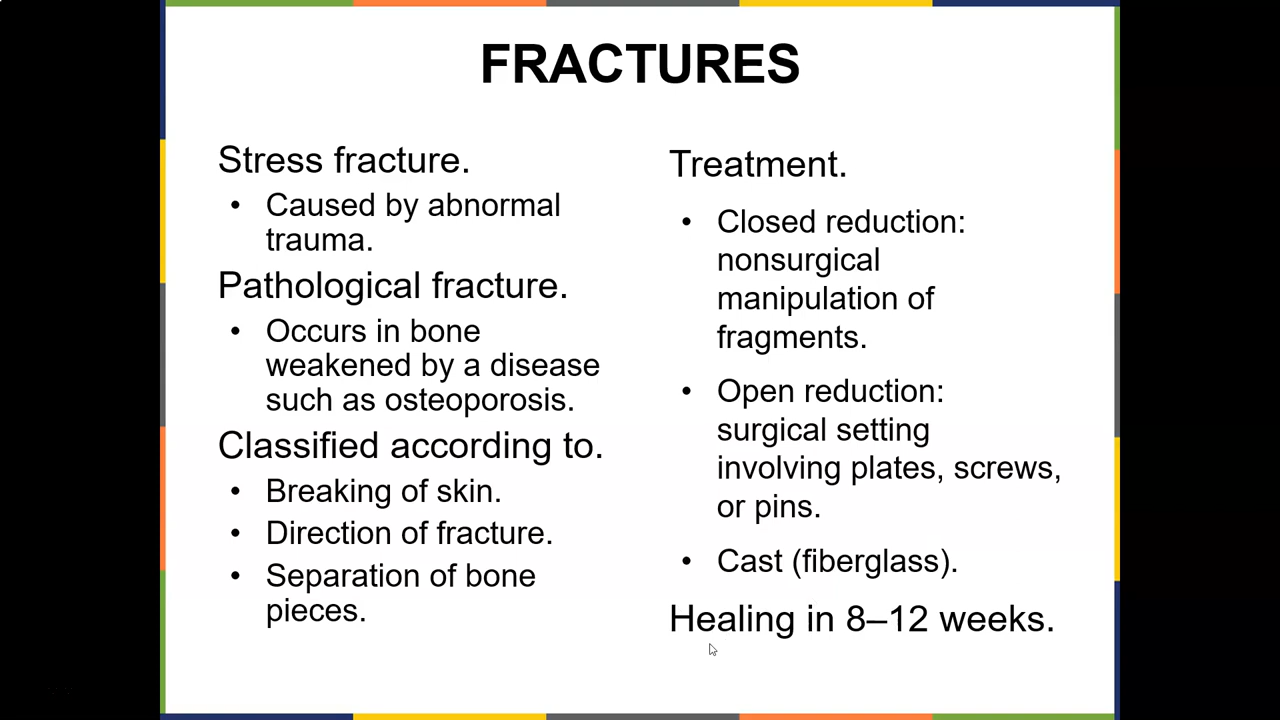 FRACTURES
Stress fracture.
• Caused by abnormal
trauma.
Pathological fracture.
• Occurs in bone
weakened by a disease
such as osteoporosis.
Classified according to.
• Breaking of skin.
• Direction of fracture.
• Separation of bone
pieces.
Treatment.
• Closed reduction:
nonsurgical
manipulation of
fragments.
• Open reduction:
surgical setting
involving plates, screws,
or pins.
• Cast (fiberglass).
Healing in 8–12 weeks.